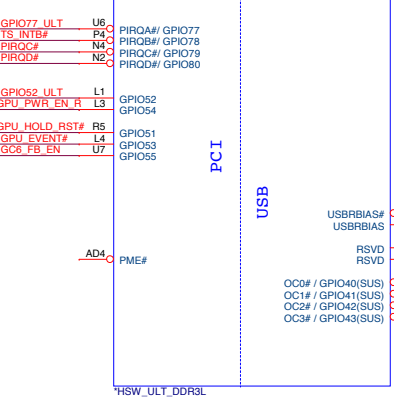 GPIO77_ULT U6 PIRQA#/ GPIO77
TS_INTB# P4 PIRQB#/ GPIO78
PIRQC# N4 PIRQC#/ GPIO79
PIRQD# N2 PIRQD#/ GPIO80
GPIO52_ULT L1 GPIO52
GPU_PWR_EN_R L3 GPIO54
GPU_HOLD_RST# R5 GPIO51
GPU_EVENT# L4 GPIO53
GC6_FB_EN U7 GPIO55
PCI
USB
USBRBIAS#
USBRBIAS
AD4 PME#
RSVD
RSVD
OC0# / GPIO40(SUS)
OC1# / GPIO41(SUS)
OC2# / GPIO42(SUS)
OC3# / GPIO43(SUS)
*HSW_ULT_DDR3L